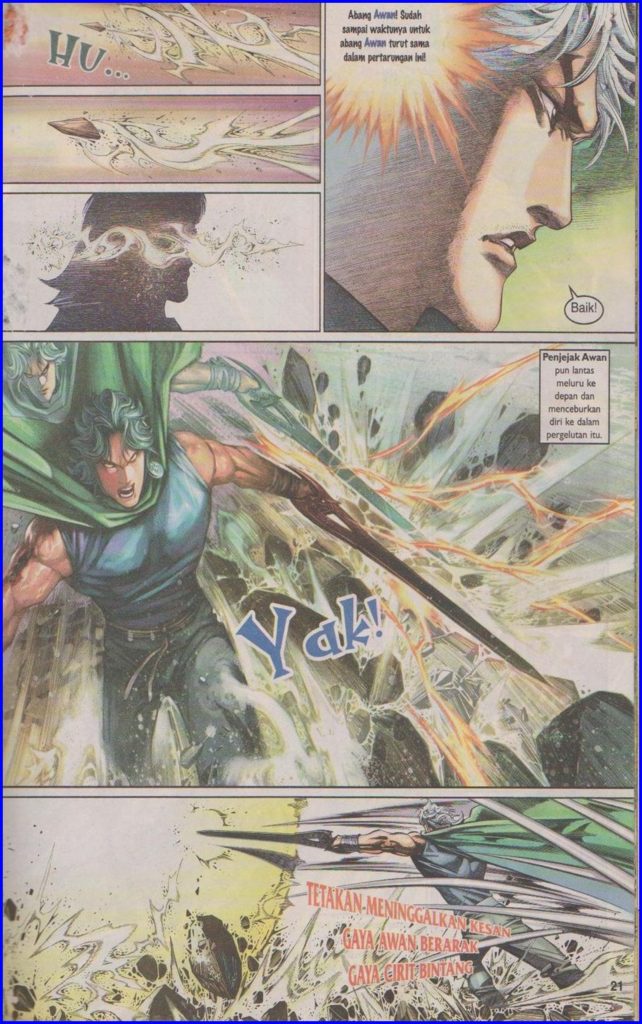 HU...
Abang Awan! Sudah
sampai waktunya untuk
abang Awan turut sama
dalam pertarungan ini!
Baik!
Penjejak Awan
pun lantas
meluru ke
depan dan
menceburkan
diri ke dalam
pergelutan itu.
Yak!
TETAKAN MENINGGALKAN KESAN
GAYA AWAN BERARAK
GAYA CIRIT BINTANG
21